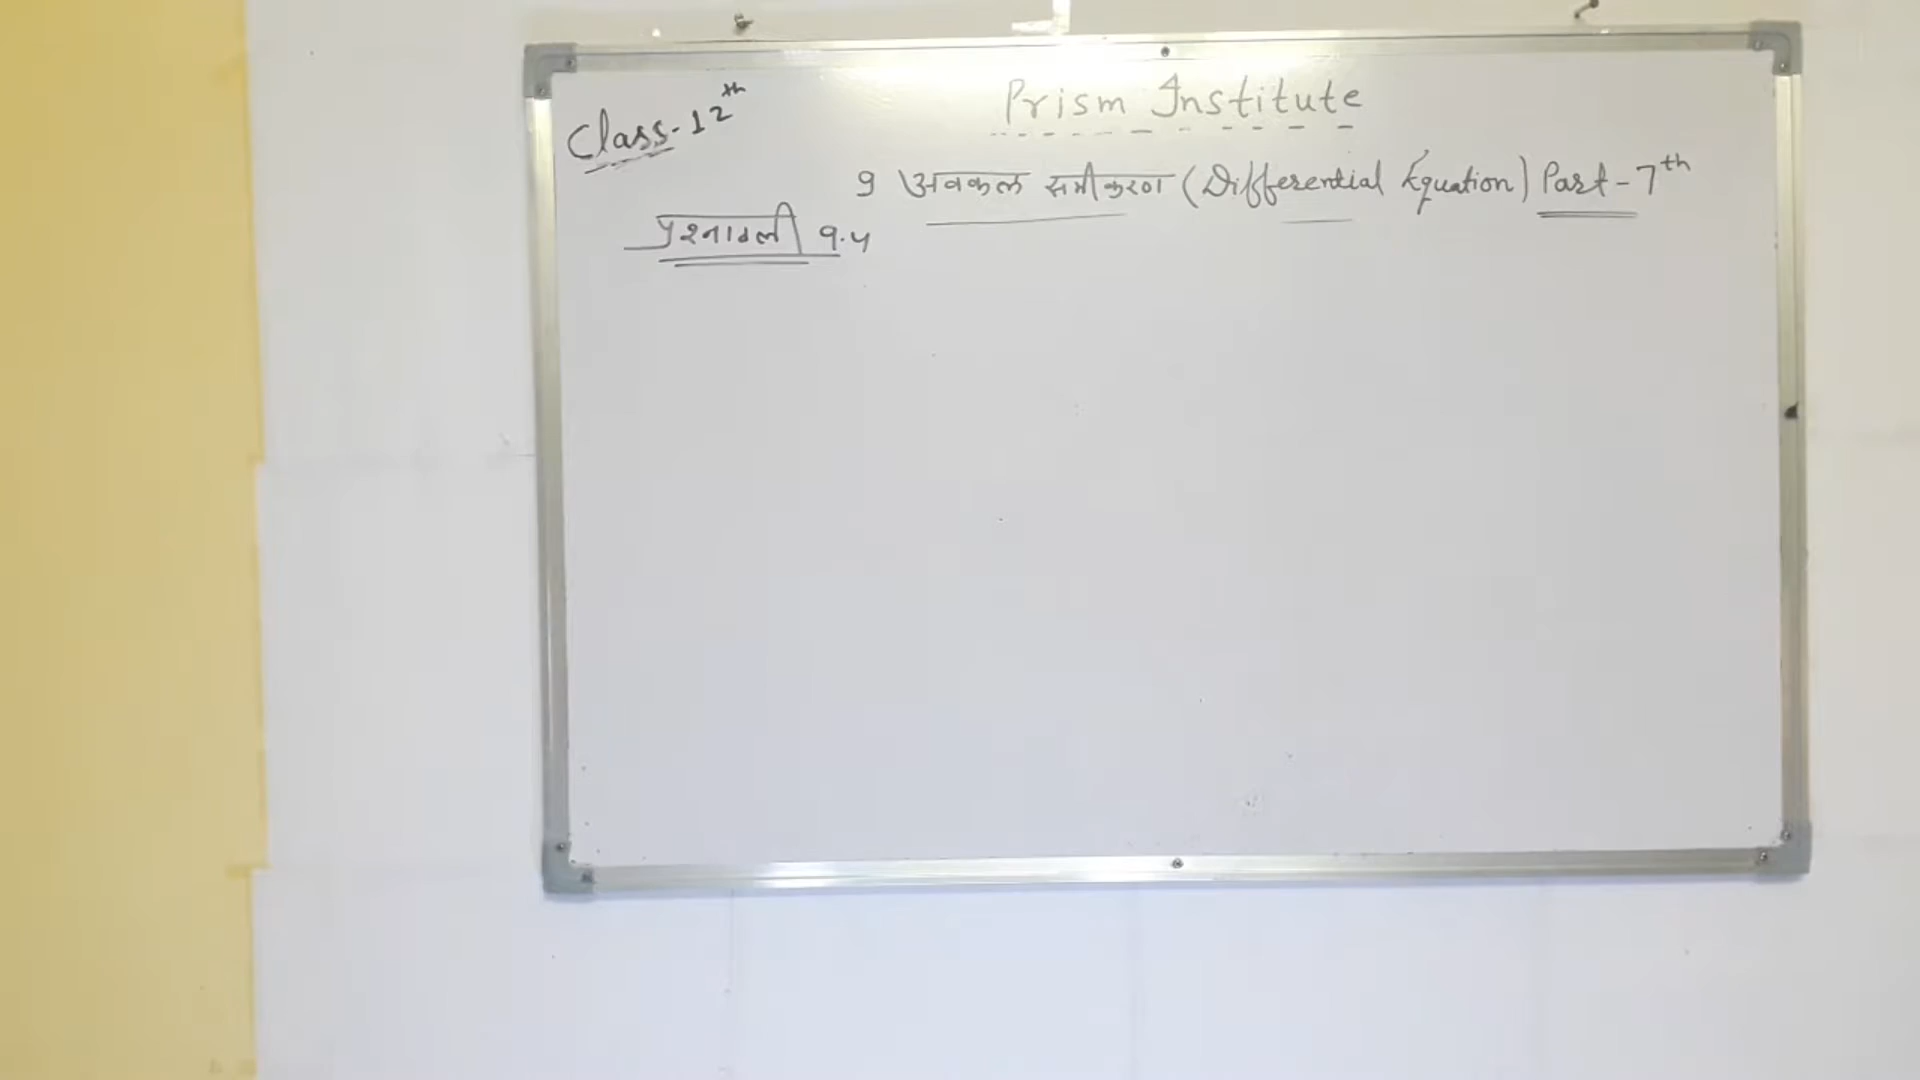 Prism Institute
Class-12th
9 अवकल समीकरण (Differential Equation) Part-7th
प्रश्नावली 9.4